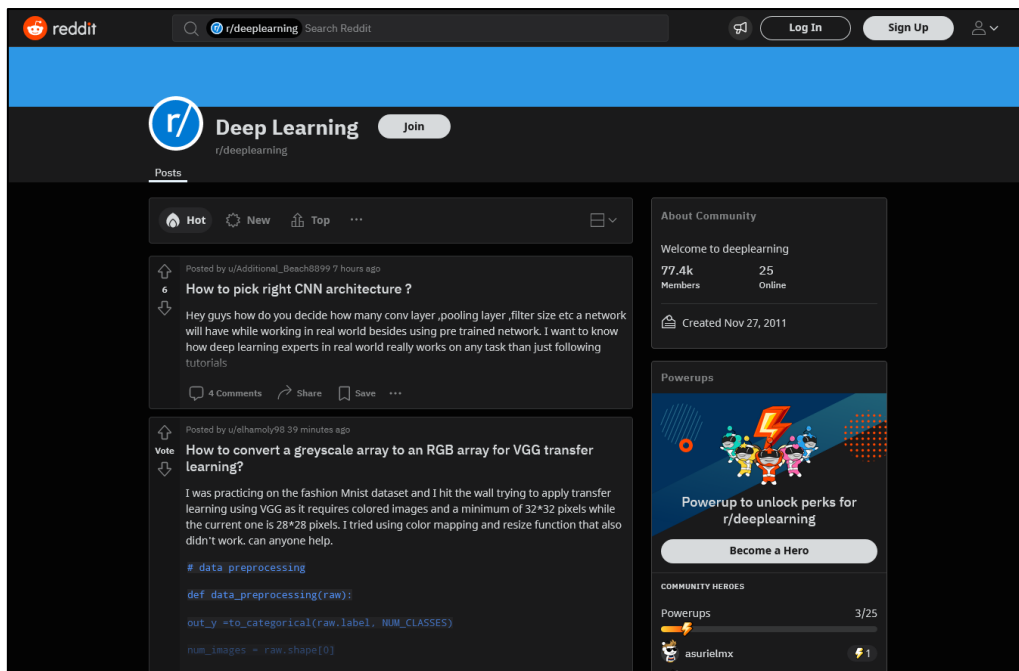 reddit
r/deeplearning Search Reddit
Log In
Sign Up
r/
Deep Learning
Join
r/deeplearning
Posts
Hot
New
Top
Posted by u/Additional_Beach8899 7 hours ago
6
How to pick right CNN architecture ?
Hey guys how do you decide how many conv layer ,pooling layer ,filter size etc a network
will have while working in real world besides using pre trained network. I want to know
how deep learning experts in real world really works on any task than just following
tutorials
4 Comments
Share
Save
Posted by u/elhamoly98 39 minutes ago
Vote
How to convert a greyscale array to an RGB array for VGG transfer
learning?
I was practicing on the fashion Mnist dataset and I hit the wall trying to apply transfer
learning using VGG as it requires colored images and a minimum of 32*32 pixels while
the current one is 28*28 pixels. I tried using color mapping and resize function that also
didn't work. can anyone help.
# data preprocessing
def data_preprocessing(raw):
out_y =to_categorical(raw.label, NUM_CLASSES)
num_images = raw.shape[0]
About Community
Welcome to deeplearning
77.4k
Members
25
Online
Created Nov 27, 2011
Powerups
Powerup to unlock perks for
r/deeplearning
Become a Hero
COMMUNITY HEROES
Powerups
3/25
asurielmx
1